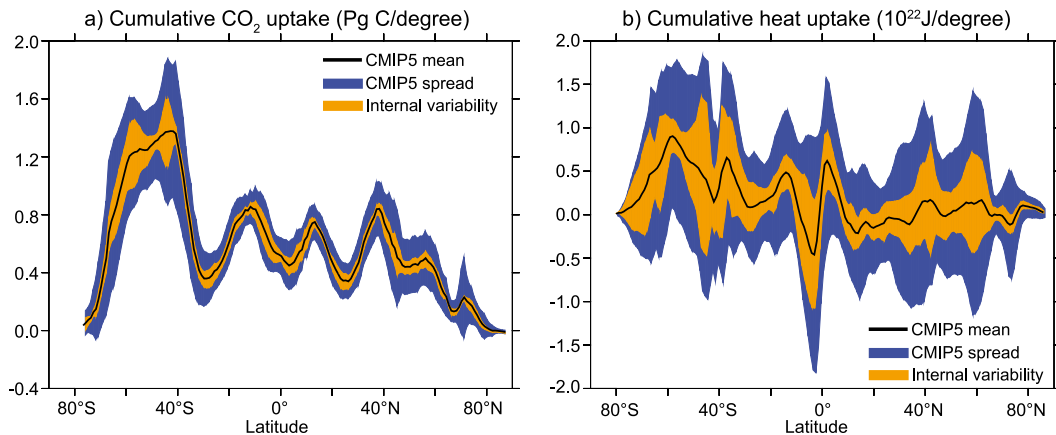 a) Cumulative CO₂ uptake (Pg C/degree)
2.0
1.6
1.2
0.8
0.4
0.0
-0.4
CMIP5 mean
CMIP5 spread
Internal variability
80°S
40°S
0°
40°N
80°N
Latitude
b) Cumulative heat uptake (10²²J/degree)
2.0
1.5
1.0
0.5
0.0
-0.5
-1.0
-1.5
-2.0
CMIP5 mean
CMIP5 spread
Internal variability
80°S
40°S
0°
40°N
80°N
Latitude